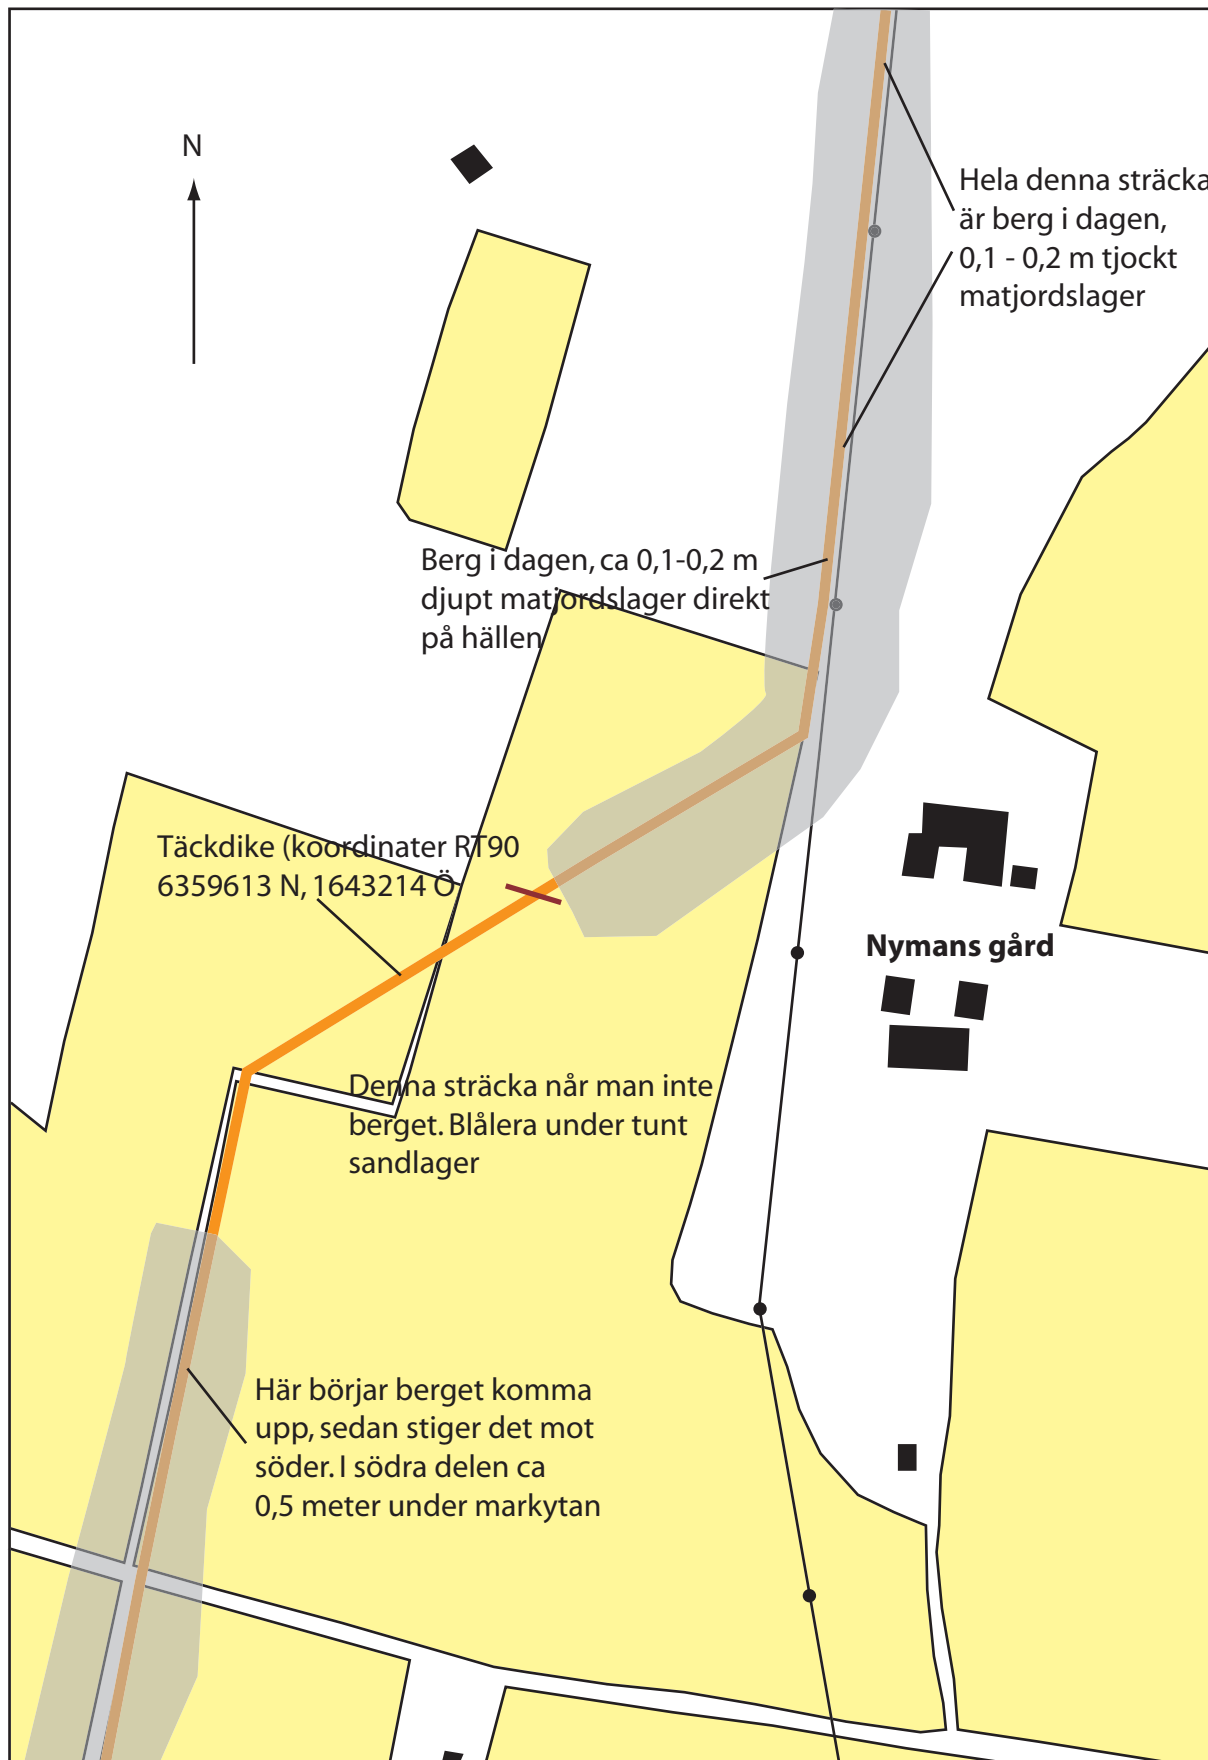 N
Hela denna sträcka
är berg i dagen,
0,1 - 0,2 m tjockt
matjordslager
Berg i dagen, ca 0,1-0,2 m
djupt matjordslager direkt
på hällen
Täckdike (koordinater RT90
6359613 N, 1643214 Ö
Nymans gård
Denna sträcka når man inte
berget. Blålera under tunt
sandlager
Här börjar berget komma
upp, sedan stiger det mot
söder. I södra delen ca
0,5 meter under markytan